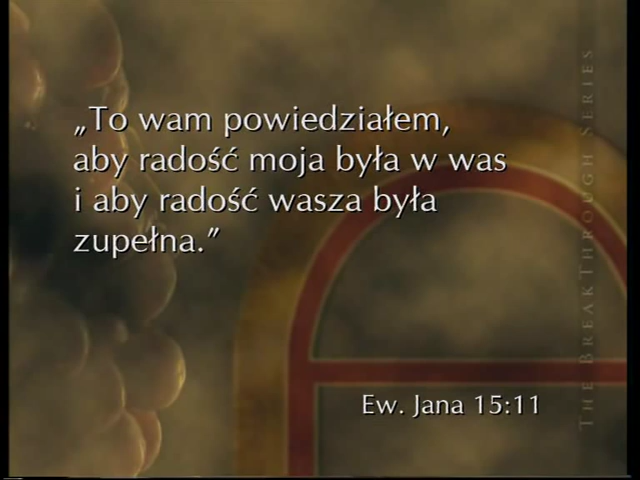 „To wam powiedziałem,
aby radość moja była w was
i aby radość wasza była
zupełna.”
Ew. Jana 15:11
The Breakthrough Series